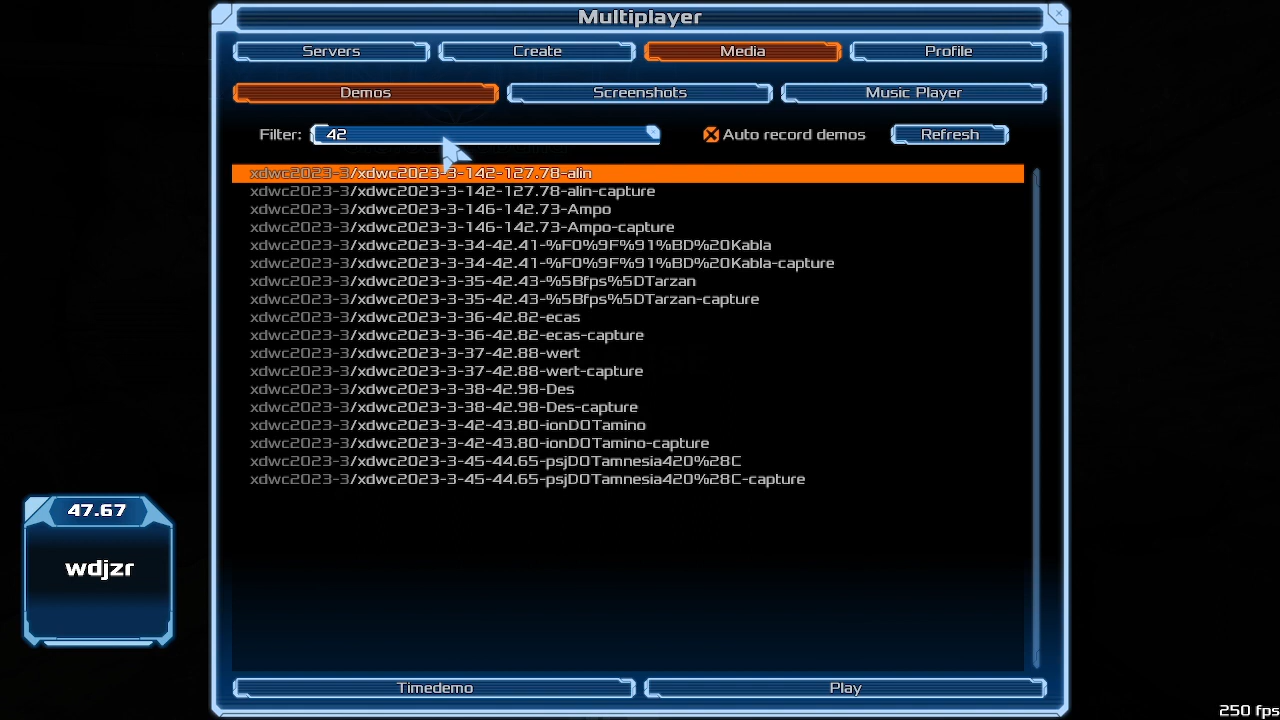 Multiplayer
Servers Create Media Profile
Demos Screenshots Music Player
Filter: 42 Auto record demos Refresh
xdwc2023-3/xdwc2023-3-142-127.78-alin
xdwc2023-3/xdwc2023-3-142-127.78-alin-capture
xdwc2023-3/xdwc2023-3-146-142.73-Ampo
xdwc2023-3/xdwc2023-3-146-142.73-Ampo-capture
xdwc2023-3/xdwc2023-3-34-42.41-%F0%9F%91%BD%20Kabla
xdwc2023-3/xdwc2023-3-34-42.41-%F0%9F%91%BD%20Kabla-capture
xdwc2023-3/xdwc2023-3-35-42.43-%5Bfps%5DTarzan
xdwc2023-3/xdwc2023-3-35-42.43-%5Bfps%5DTarzan-capture
xdwc2023-3/xdwc2023-3-36-42.82-ecas
xdwc2023-3/xdwc2023-3-36-42.82-ecas-capture
xdwc2023-3/xdwc2023-3-37-42.88-wert
xdwc2023-3/xdwc2023-3-37-42.88-wert-capture
xdwc2023-3/xdwc2023-3-38-42.98-Des
xdwc2023-3/xdwc2023-3-38-42.98-Des-capture
xdwc2023-3/xdwc2023-3-42-43.80-ionDOTamino
xdwc2023-3/xdwc2023-3-42-43.80-ionDOTamino-capture
xdwc2023-3/xdwc2023-3-45-44.65-psjDOTamnesia420%28C
xdwc2023-3/xdwc2023-3-45-44.65-psjDOTamnesia420%28C-capture
47.67
wdjzr
Timedemo Play
250 fps